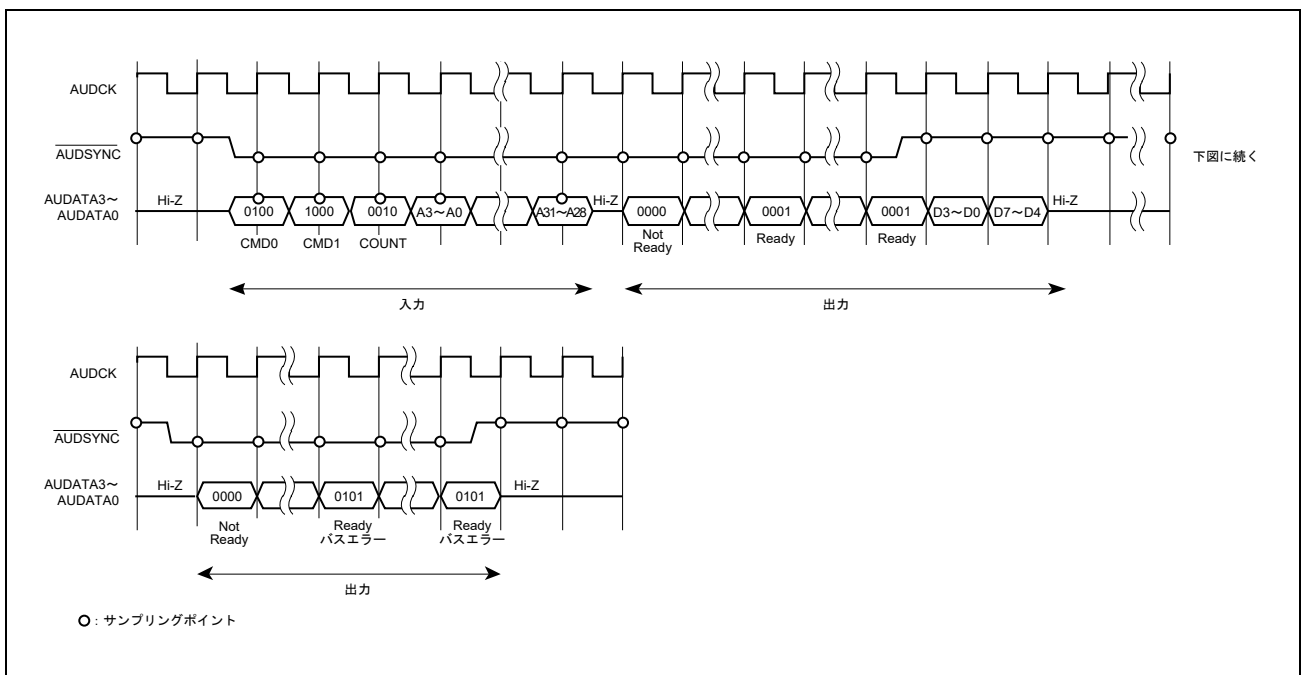 AUDCK
AUDSYNC
下図に続く
AUDATA3～
AUDATA0
Hi-Z
0100
1000
0010
A3～A0
A31～A28
Hi-Z
0000
0001
0001
D3～D0
D7～D4
Hi-Z
CMD0
CMD1
COUNT
Not
Ready
Ready
Ready
入力
出力
AUDCK
AUDSYNC
AUDATA3～
AUDATA0
Hi-Z
0000
0101
0101
Hi-Z
Not
Ready
Ready
バスエラー
Ready
バスエラー
出力
: サンプリングポイント